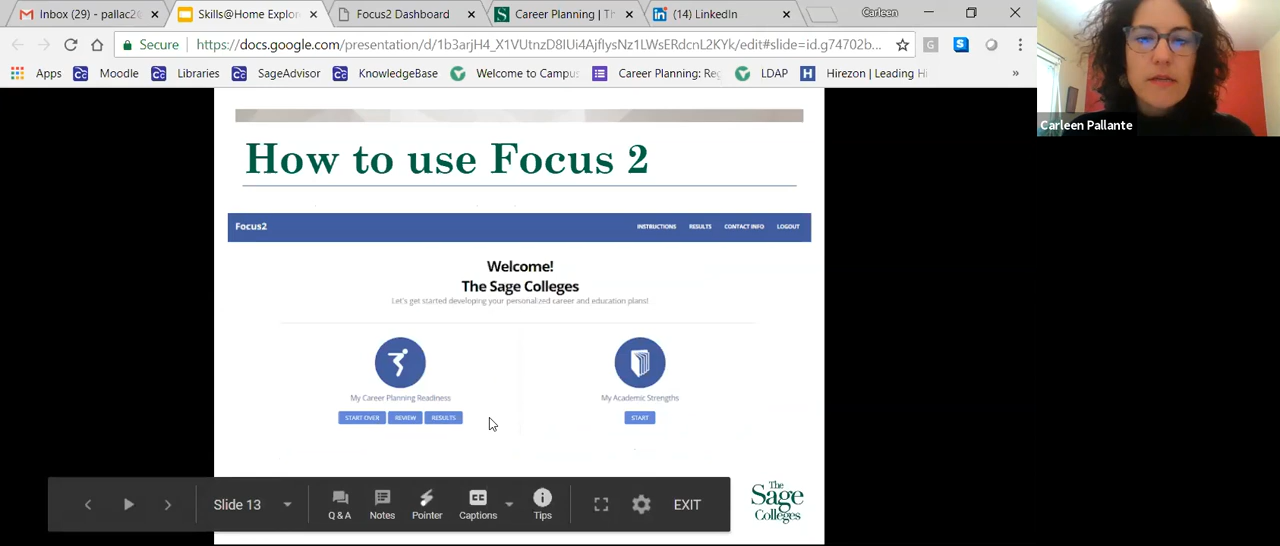 Inbox (29) - pallac2@
Skills@Home Explor
Focus2 Dashboard
Career Planning | Th
(14) LinkedIn
Carleen
Secure
https://docs.google.com/presentation/d/1b3arjH4_X1VUtnzD8IUi4AjflysNz1LWsERdcnL2KYk/edit#slide=id.g74702b...
Apps
Moodle
Libraries
SageAdvisor
KnowledgeBase
Welcome to Campus
Career Planning: Reg
LDAP
Hirezon | Leading Hi
»
Carleen Pallante
How to use Focus 2
Focus2
INSTRUCTIONS
RESULTS
CONTACT INFO
LOGOUT
Welcome!
The Sage Colleges
Let's get started developing your personalized career and education plans!
My Career Planning Readiness
START OVER
REVIEW
RESULTS
My Academic Strengths
START
Slide 13
Q & A
Notes
Pointer
CC
Captions
Tips
EXIT
The
Sage
Colleges